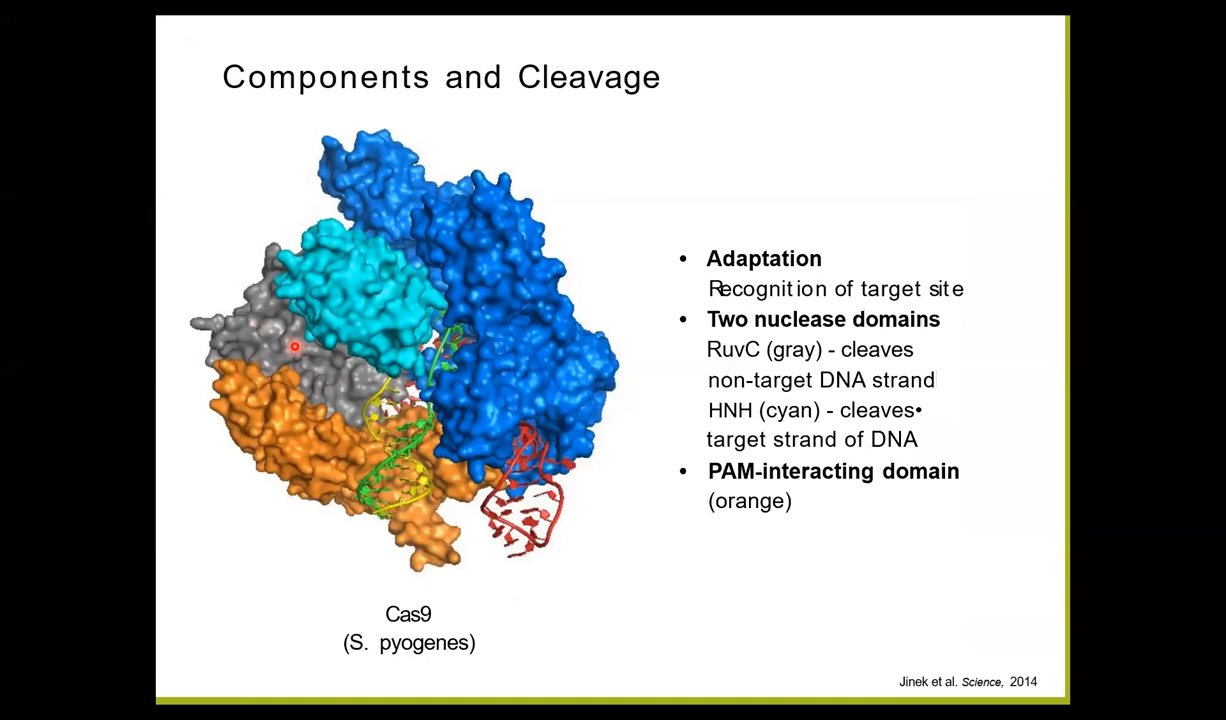 Components and Cleavage
• Adaptation
Recognition of target site
• Two nuclease domains
RuvC (gray) - cleaves
non-target DNA strand
HNH (cyan) - cleaves•
target strand of DNA
• PAM-interacting domain
(orange)
Cas9
(S. pyogenes)
Jinek et al. Science, 2014